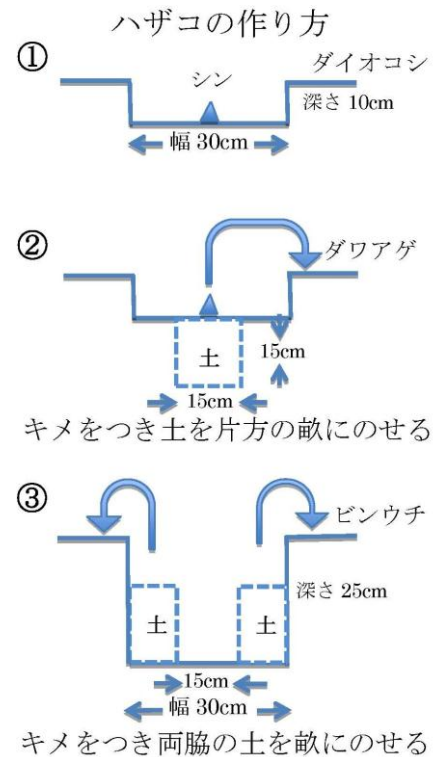 ハザコの作り方
①
ダイオコシ
シン
深さ 10cm
幅 30cm
②
ダワアゲ
土
15cm
15cm
キメをつき土を片方の畝にのせる
③
ビンウチ
深さ 25cm
土
土
15cm
幅 30cm
キメをつき両脇の土を畝にのせる